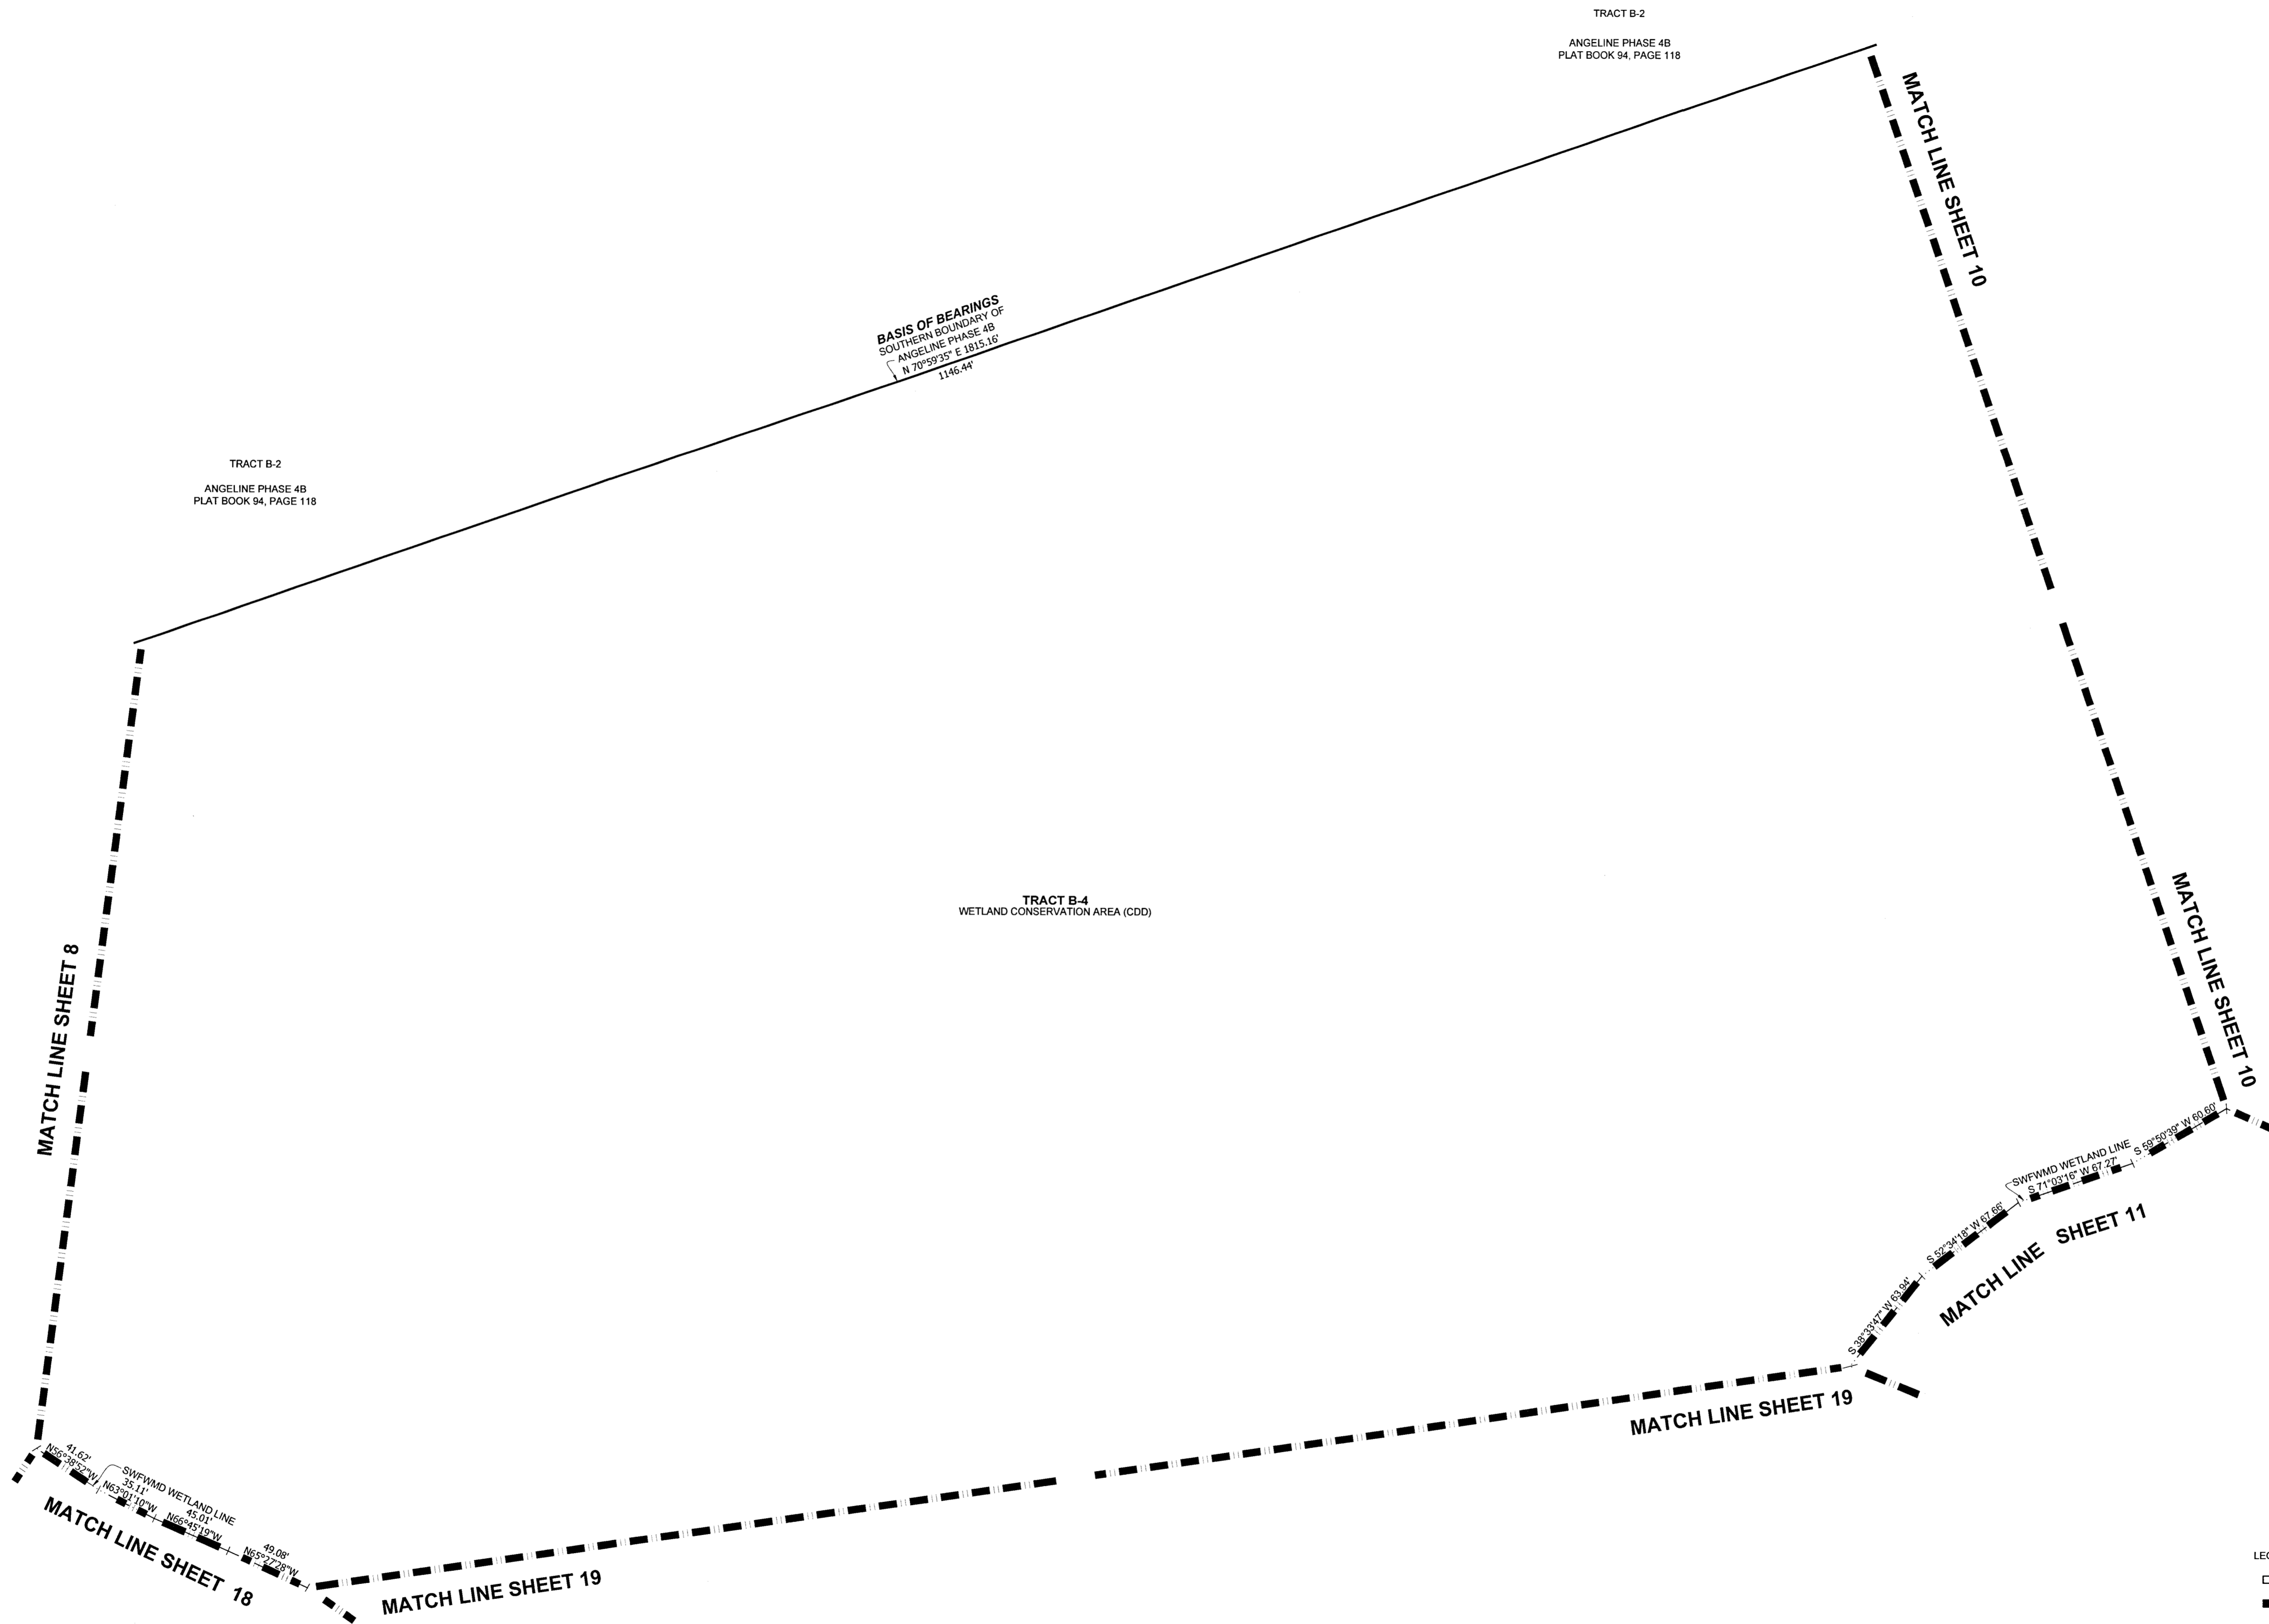 TRACT B-2
ANGELINE PHASE 4B
PLAT BOOK 94, PAGE 118
MATCH LINE SHEET 10
BASIS OF BEARINGS
SOUTHERN BOUNDARY OF
ANGELINE PHASE 4B
N 70°59'35" E 1815.16'
1146.44'
TRACT B-2
ANGELINE PHASE 4B
PLAT BOOK 94, PAGE 118
TRACT B-4
WETLAND CONSERVATION AREA (CDD)
MATCH LINE SHEET 8
MATCH LINE SHEET 10
S 59°50'39" W 60.60'
SWFWMD WETLAND LINE
S 71°03'16" W 67.27'
S 52°34'18" W 67.66'
MATCH LINE SHEET 11
S 38°33'47" W 63.94'
MATCH LINE SHEET 19
41.62'
N56°38'52"W
SWFWMD WETLAND LINE
35.11'
N63°01'10"W
45.01'
N66°45'19"W
49.08'
N65°27'28"W
MATCH LINE SHEET 18
MATCH LINE SHEET 19